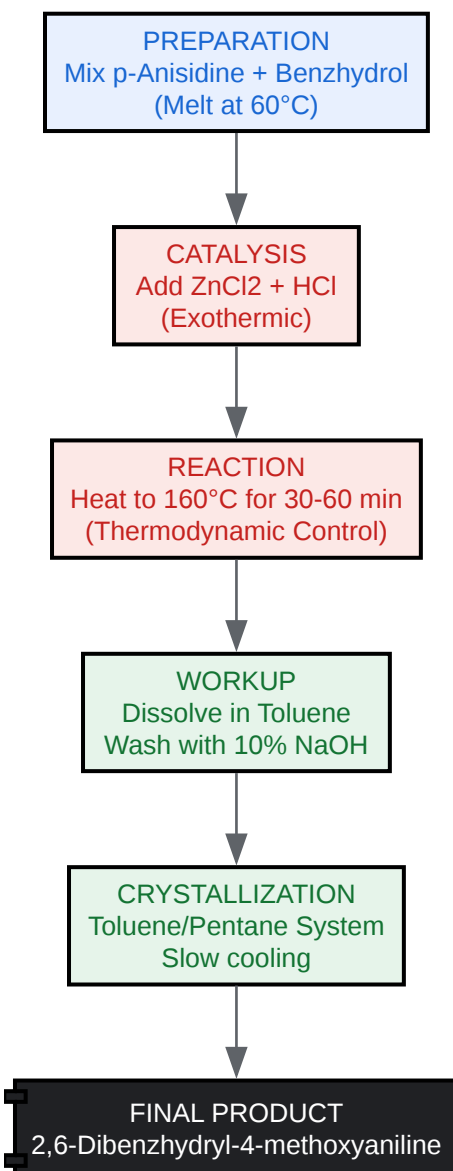 PREPARATION
Mix p-Anisidine + Benzhydrol
(Melt at 60°C)
CATALYSIS
Add ZnCl2 + HCl
(Exothermic)
REACTION
Heat to 160°C for 30-60 min
(Thermodynamic Control)
WORKUP
Dissolve in Toluene
Wash with 10% NaOH
CRYSTALLIZATION
Toluene/Pentane System
Slow cooling
FINAL PRODUCT
2,6-Dibenzhydryl-4-methoxyaniline